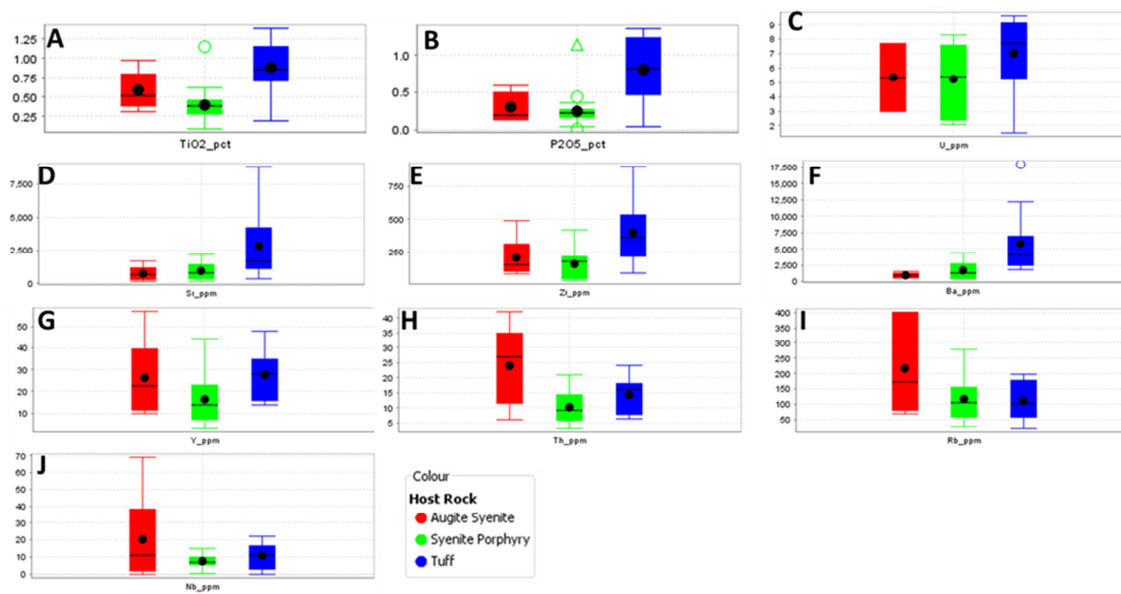 A
1.25
1.00
0.75
0.50
0.25
TiO2_pct
B
1.0
0.5
0.0
P2O5_pct
C
9
8
7
6
5
4
3
2
U_ppm
D
7,500
5,000
2,500
0
Sr_ppm
E
750
500
250
Zr_ppm
F
17,500
15,000
12,500
10,000
7,500
5,000
2,500
0
Ba_ppm
G
50
40
30
20
10
Y_ppm
H
40
35
30
25
20
15
10
5
Th_ppm
I
400
350
300
250
200
150
100
50
Rb_ppm
J
70
60
50
40
30
20
10
0
Nb_ppm
Colour
Host Rock
Augite Syenite
Syenite Porphyry
Tuff